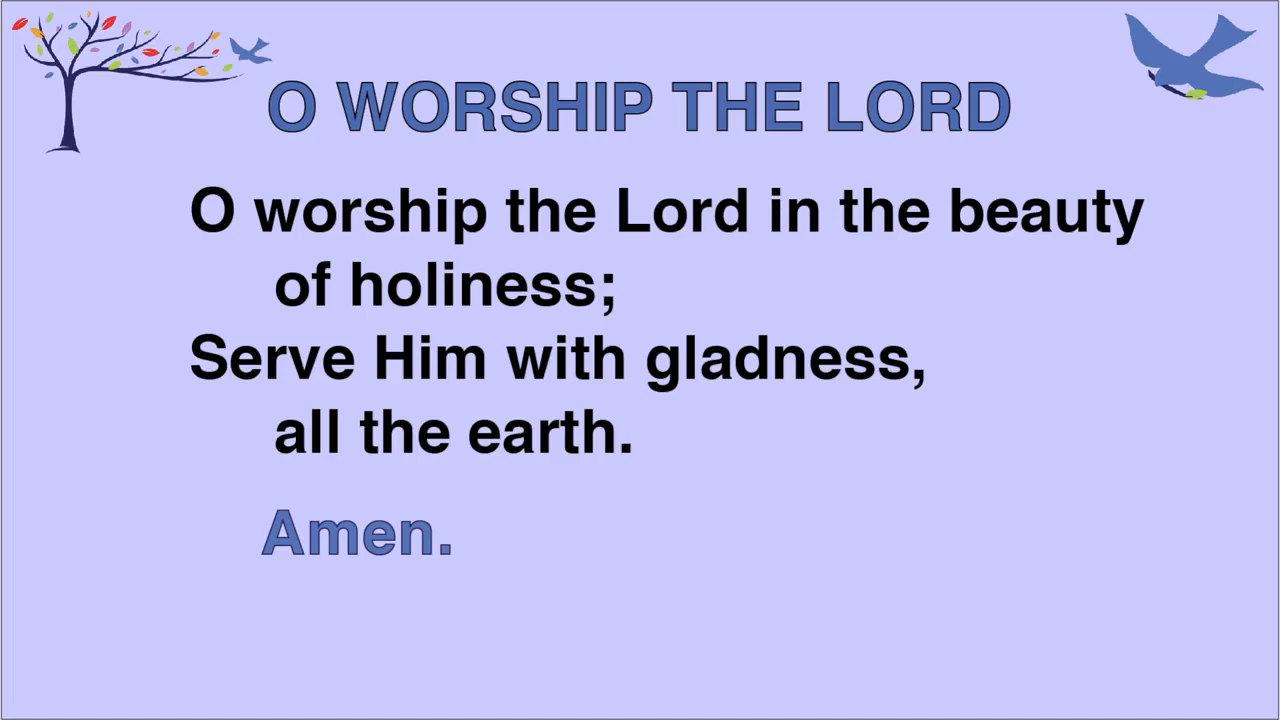 O WORSHIP THE LORD
O worship the Lord in the beauty
of holiness;
Serve Him with gladness,
all the earth.
Amen.